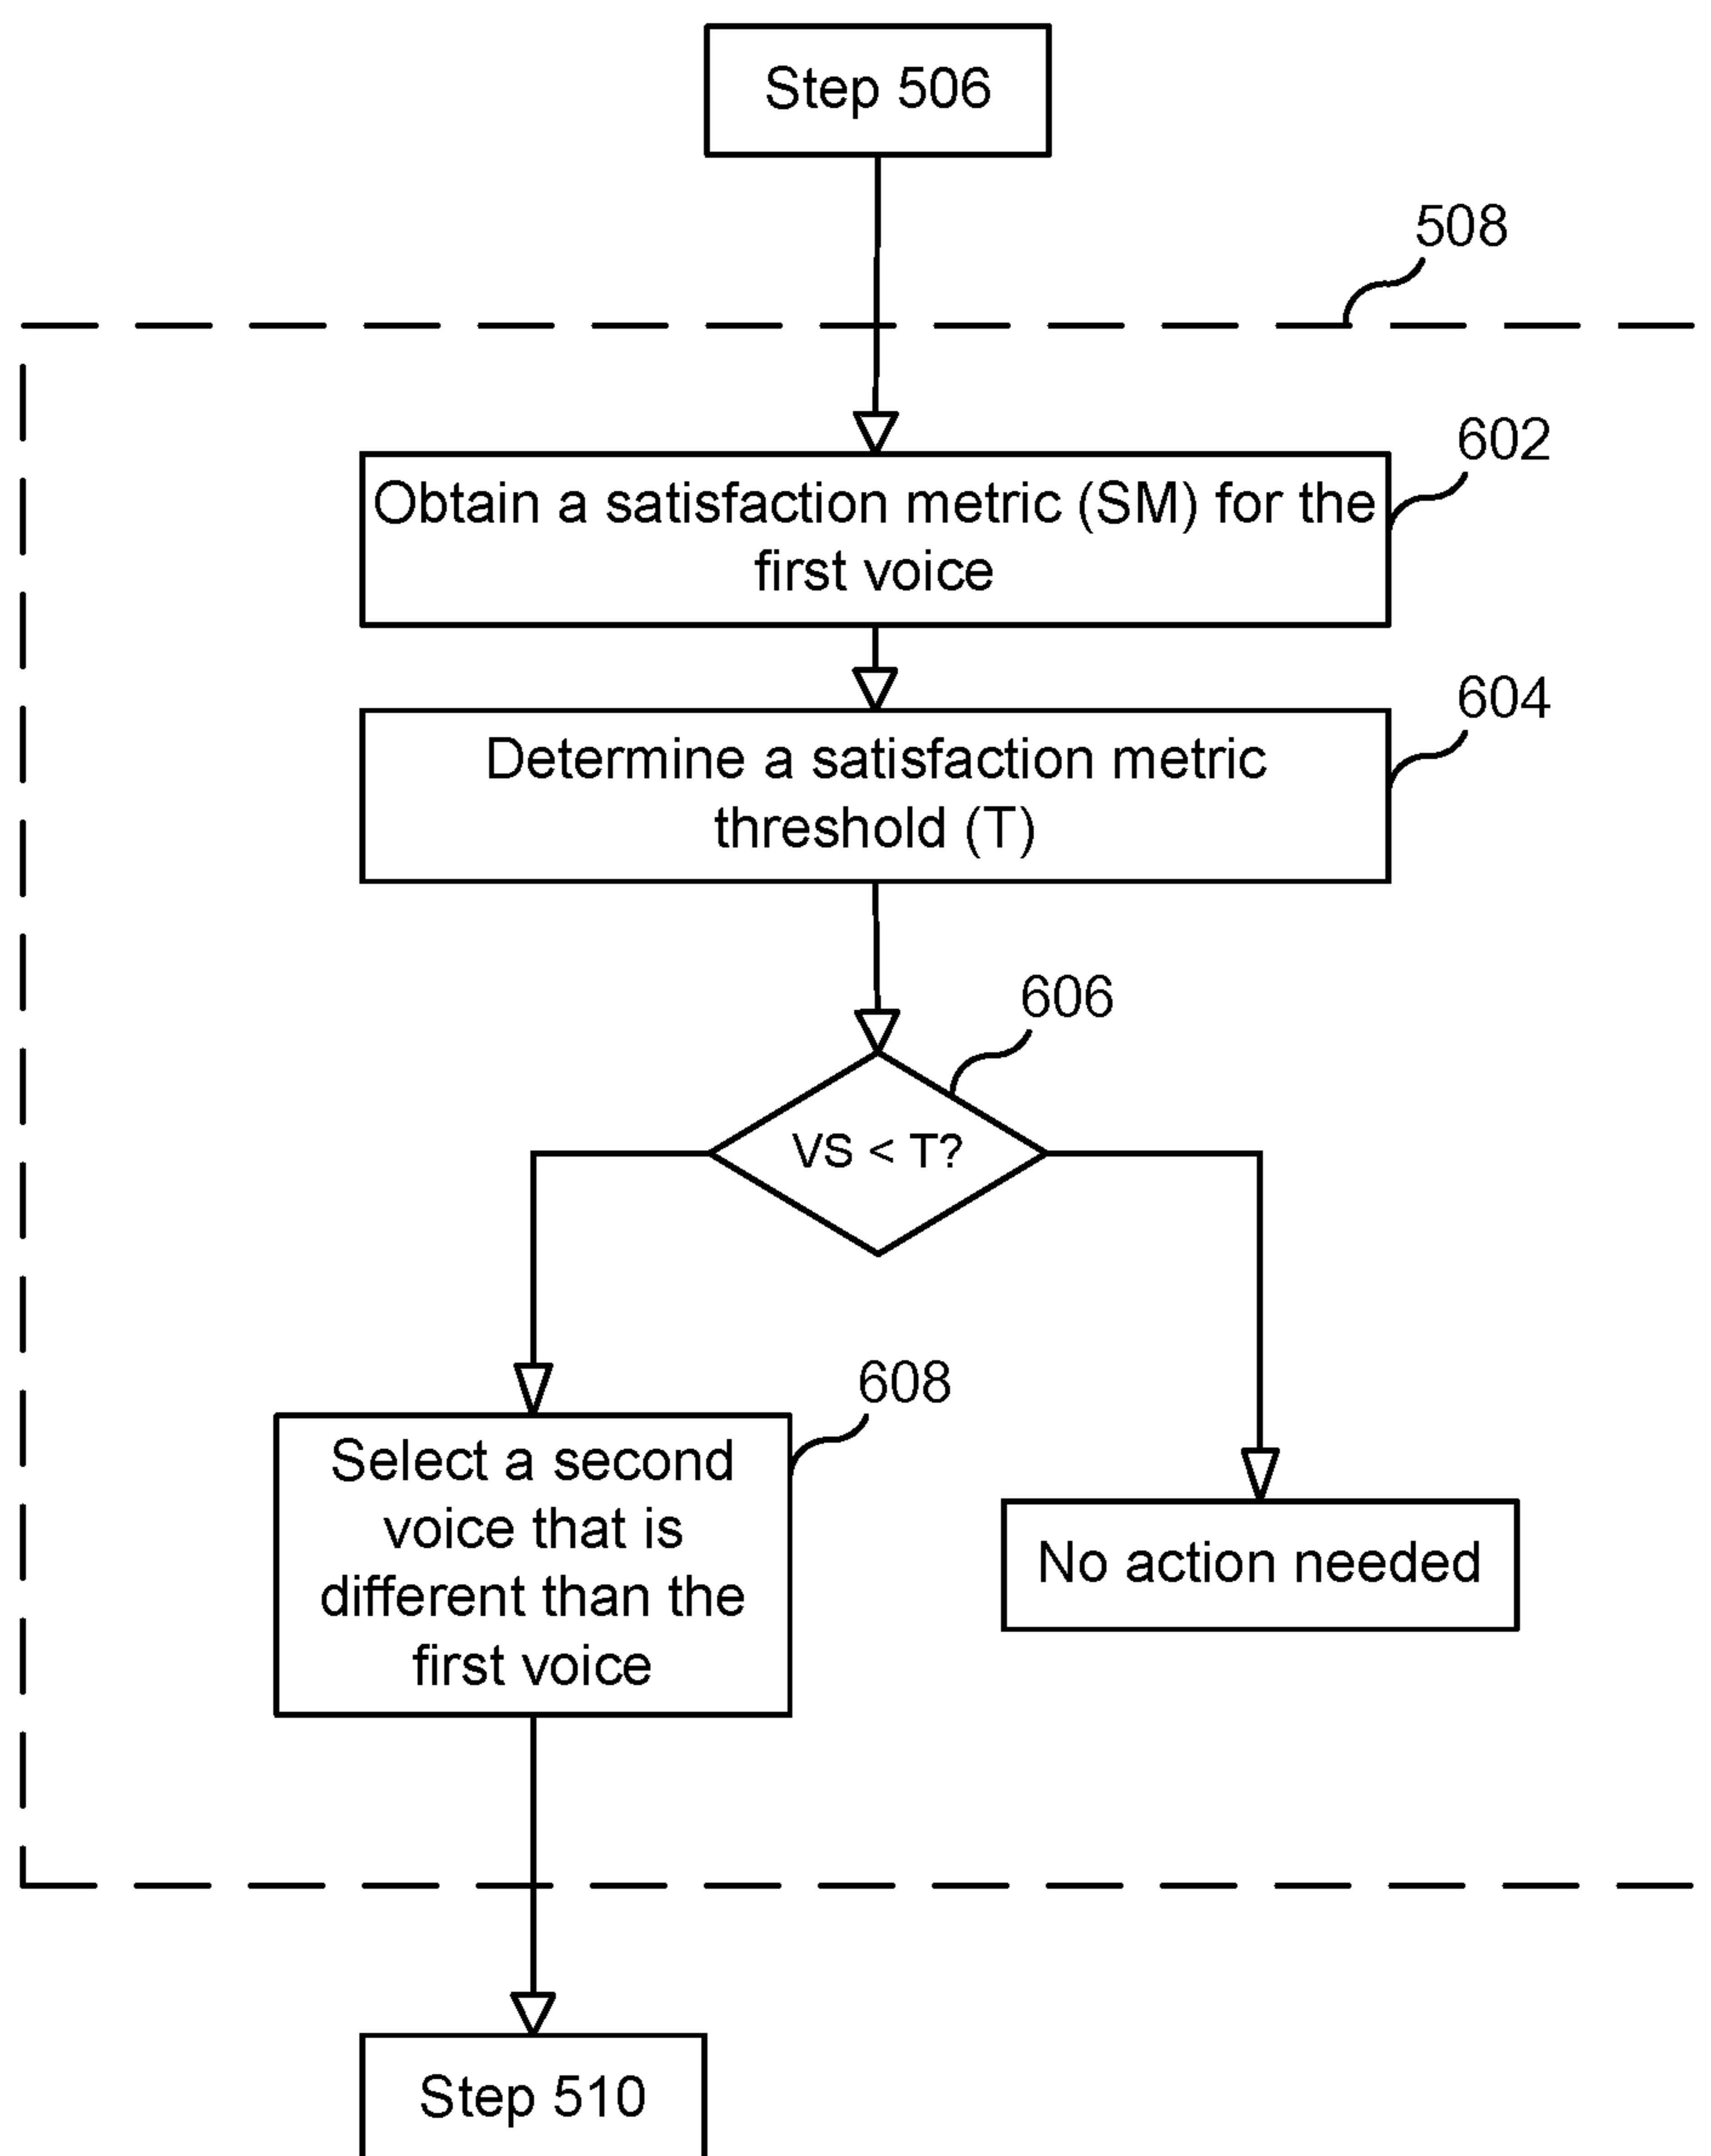 Step 506
508
602
Obtain a satisfaction metric (SM) for the
first voice
604
Determine a satisfaction metric
threshold (T)
606
VS < T?
608
Select a second
voice that is
different than the
first voice
No action needed
Step 510